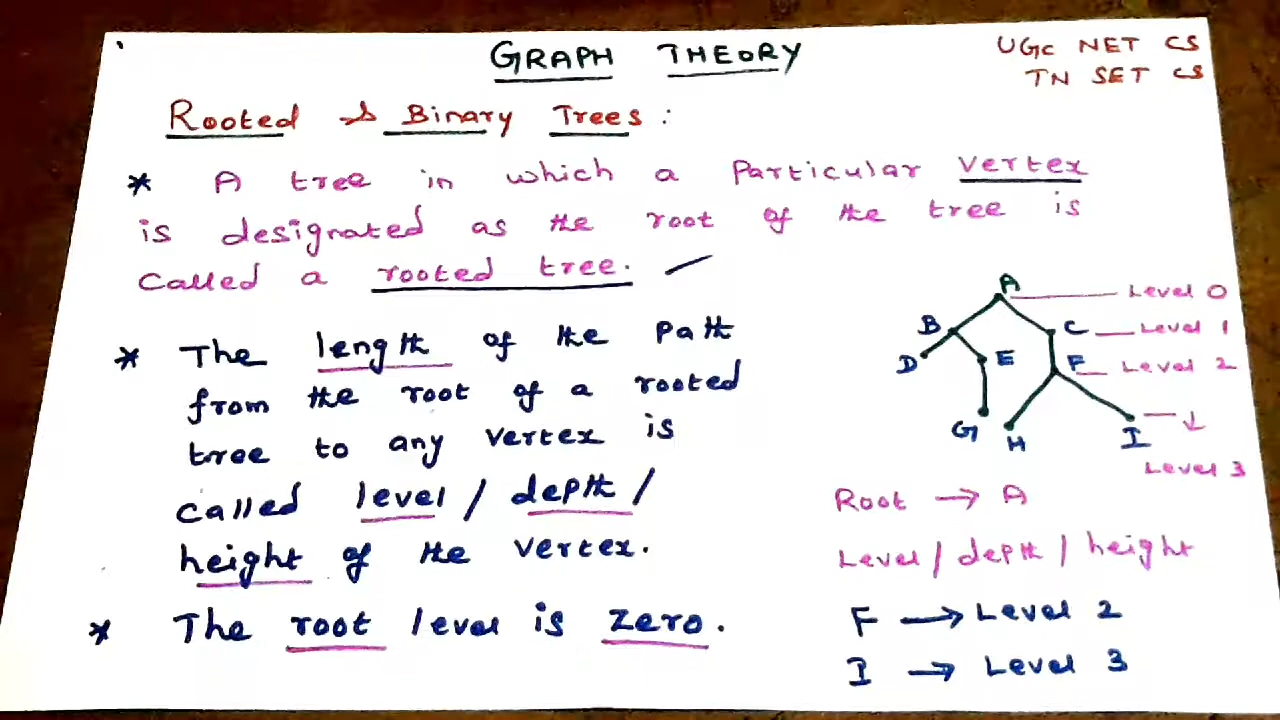 GRAPH THEORY
UGC NET CS
TN SET CS
Rooted & Binary Trees:
* A tree in which a particular vertex
is designated as the root of the tree is
called a rooted tree.
* The length of the path
from the root of a rooted
tree to any vertex is
called level / depth /
height of the vertex.
* The root level is zero.
A Level 0
B C Level 1
D E F Level 2
G H I
Level 3
Root → A
Level / depth / height
F → Level 2
I → Level 3